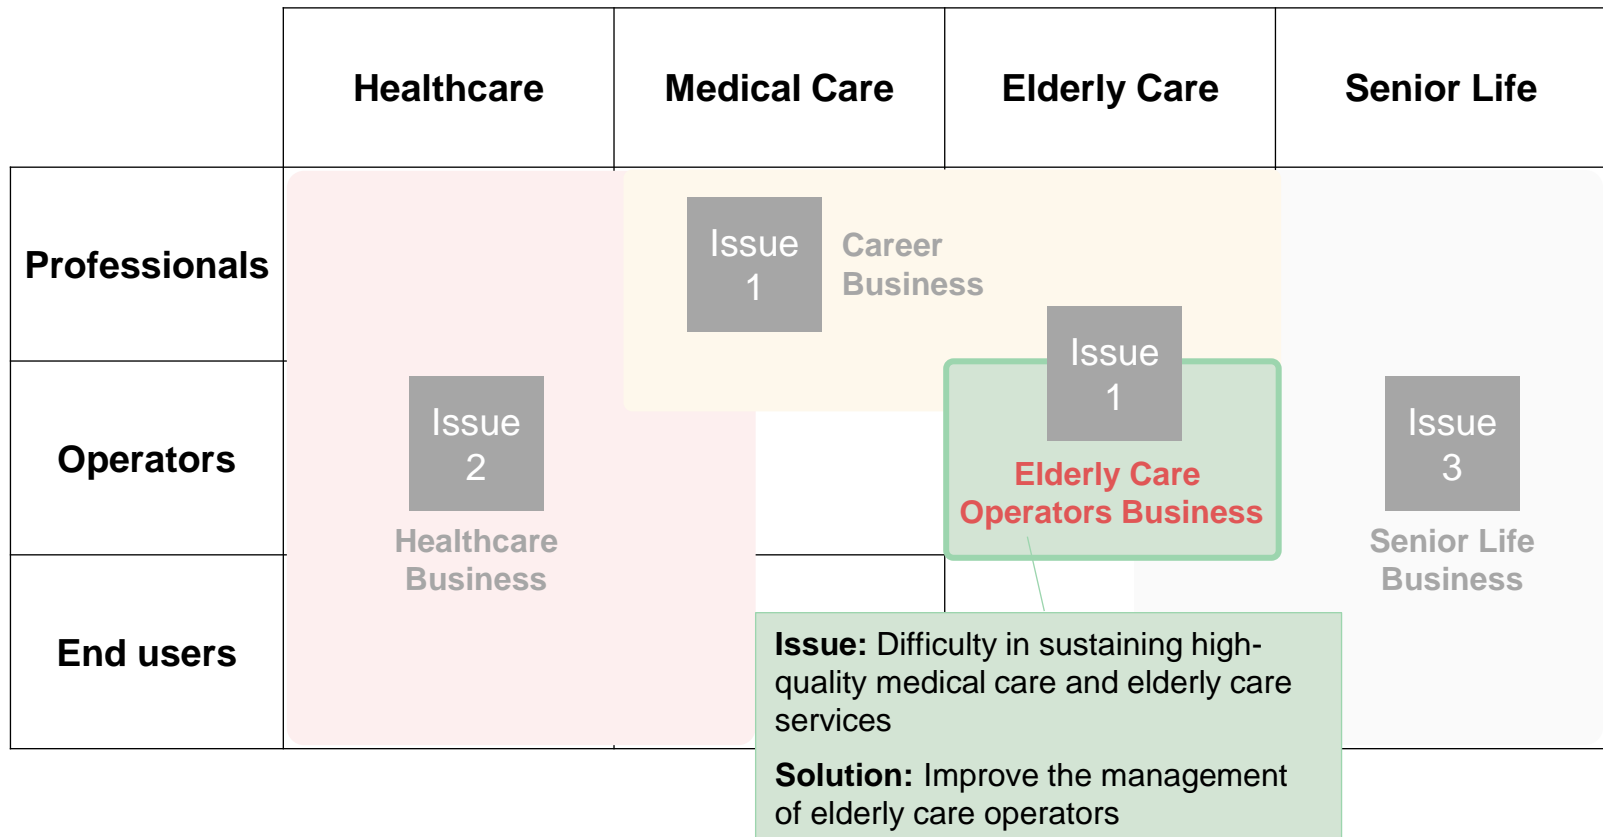 Healthcare
Medical Care
Elderly Care
Senior Life
Professionals
Issue
1
Career
Business
Issue
1
Operators
Issue
2
Healthcare
Business
Elderly Care
Operators Business
Issue
3
Senior Life
Business
End users
Issue: Difficulty in sustaining high-
quality medical care and elderly care
services
Solution: Improve the management
of elderly care operators